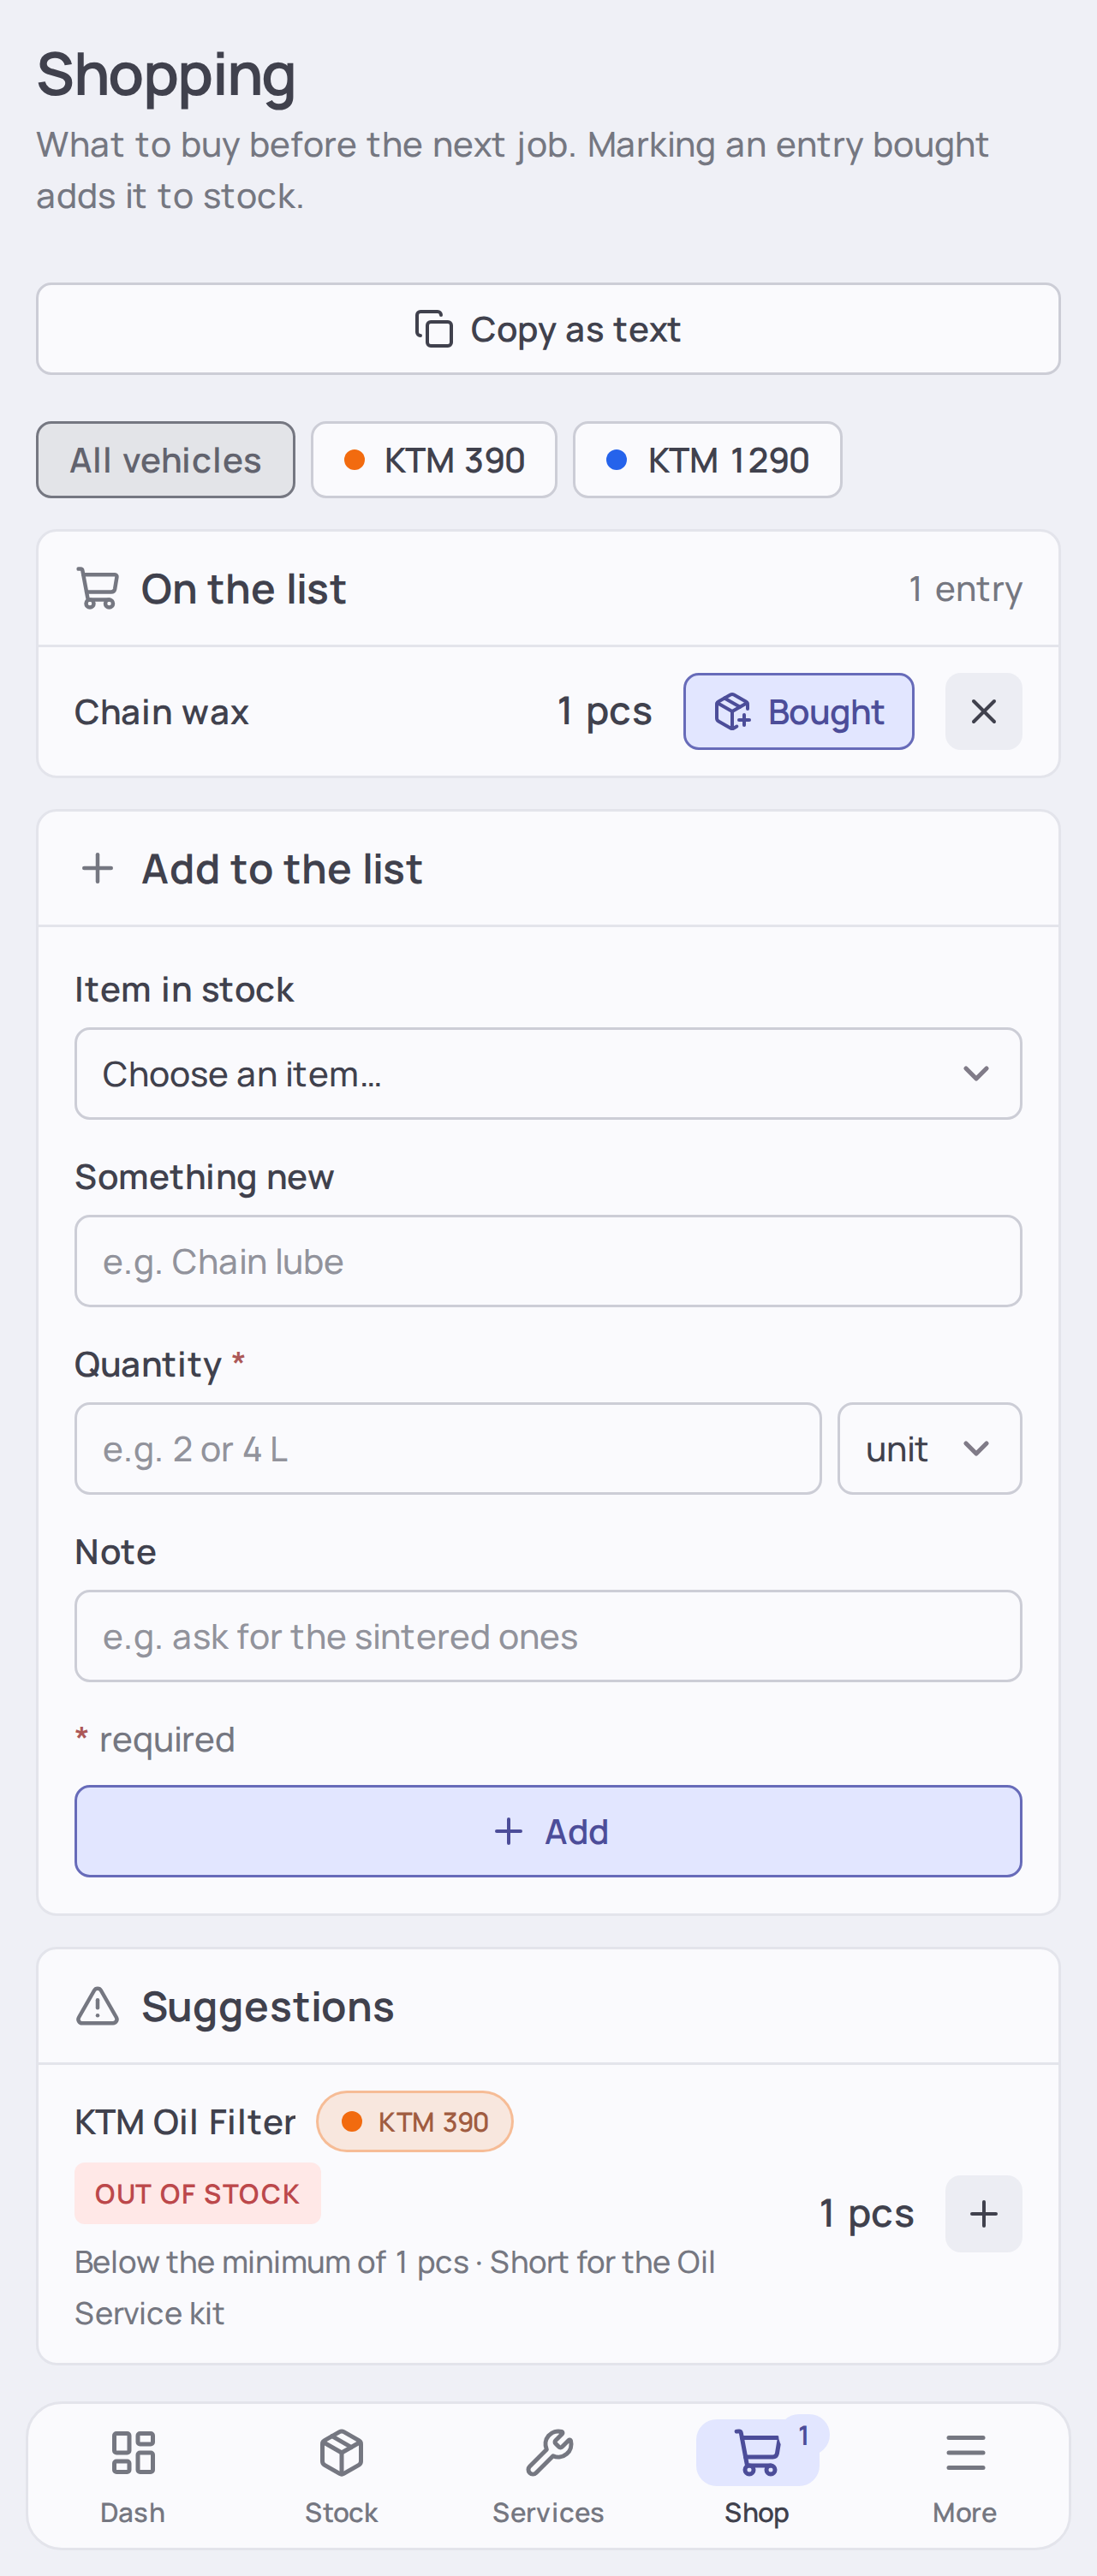 Shopping
What to buy before the next job. Marking an entry bought
adds it to stock.
Copy as text
All vehicles
KTM 390
KTM 1290
On the list
1 entry
Chain wax
1 pcs
Bought
Add to the list
Item in stock
Choose an item…
Something new
e.g. Chain lube
Quantity *
e.g. 2 or 4 L
unit
Note
e.g. ask for the sintered ones
* required
Add
Suggestions
KTM Oil Filter
KTM 390
OUT OF STOCK
1 pcs
Below the minimum of 1 pcs · Short for the Oil
Service kit
1
Dash
Stock
Services
Shop
More